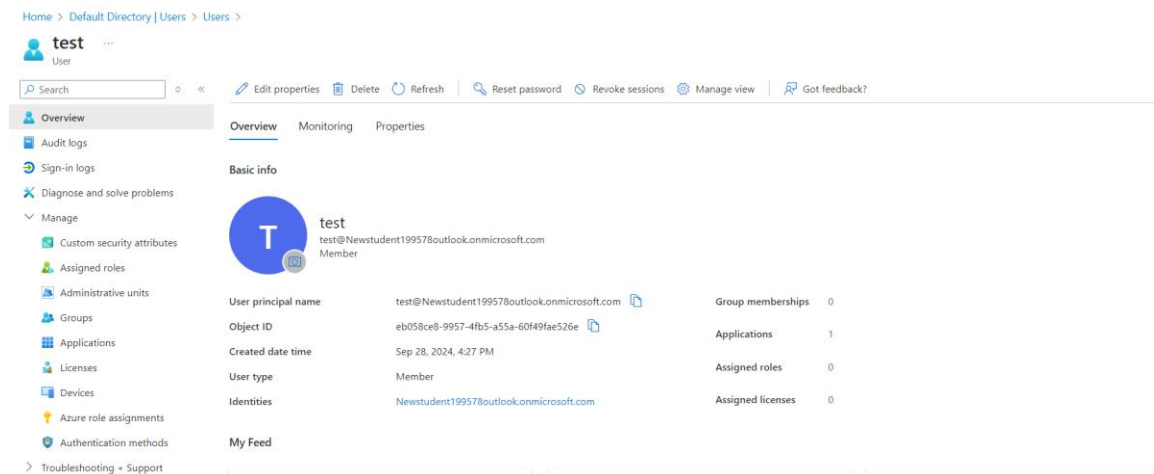 Home > Default Directory | Users > Users >
test ...
User
Search
Edit properties Delete Refresh Reset password Revoke sessions Manage view Got feedback?
Overview
Audit logs
Sign-in logs
Diagnose and solve problems
Manage
Custom security attributes
Assigned roles
Administrative units
Groups
Applications
Licenses
Devices
Azure role assignments
Authentication methods
Troubleshooting + Support
Overview Monitoring Properties
Basic info
T
test
test@Newstudent199578outlook.onmicrosoft.com
Member
User principal name test@Newstudent199578outlook.onmicrosoft.com
Object ID eb058ce8-9957-4fb5-a55a-60f49fae526e
Created date time Sep 28, 2024, 4:27 PM
User type Member
Identities Newstudent199578outlook.onmicrosoft.com
Group memberships 0
Applications 1
Assigned roles 0
Assigned licenses 0
My Feed